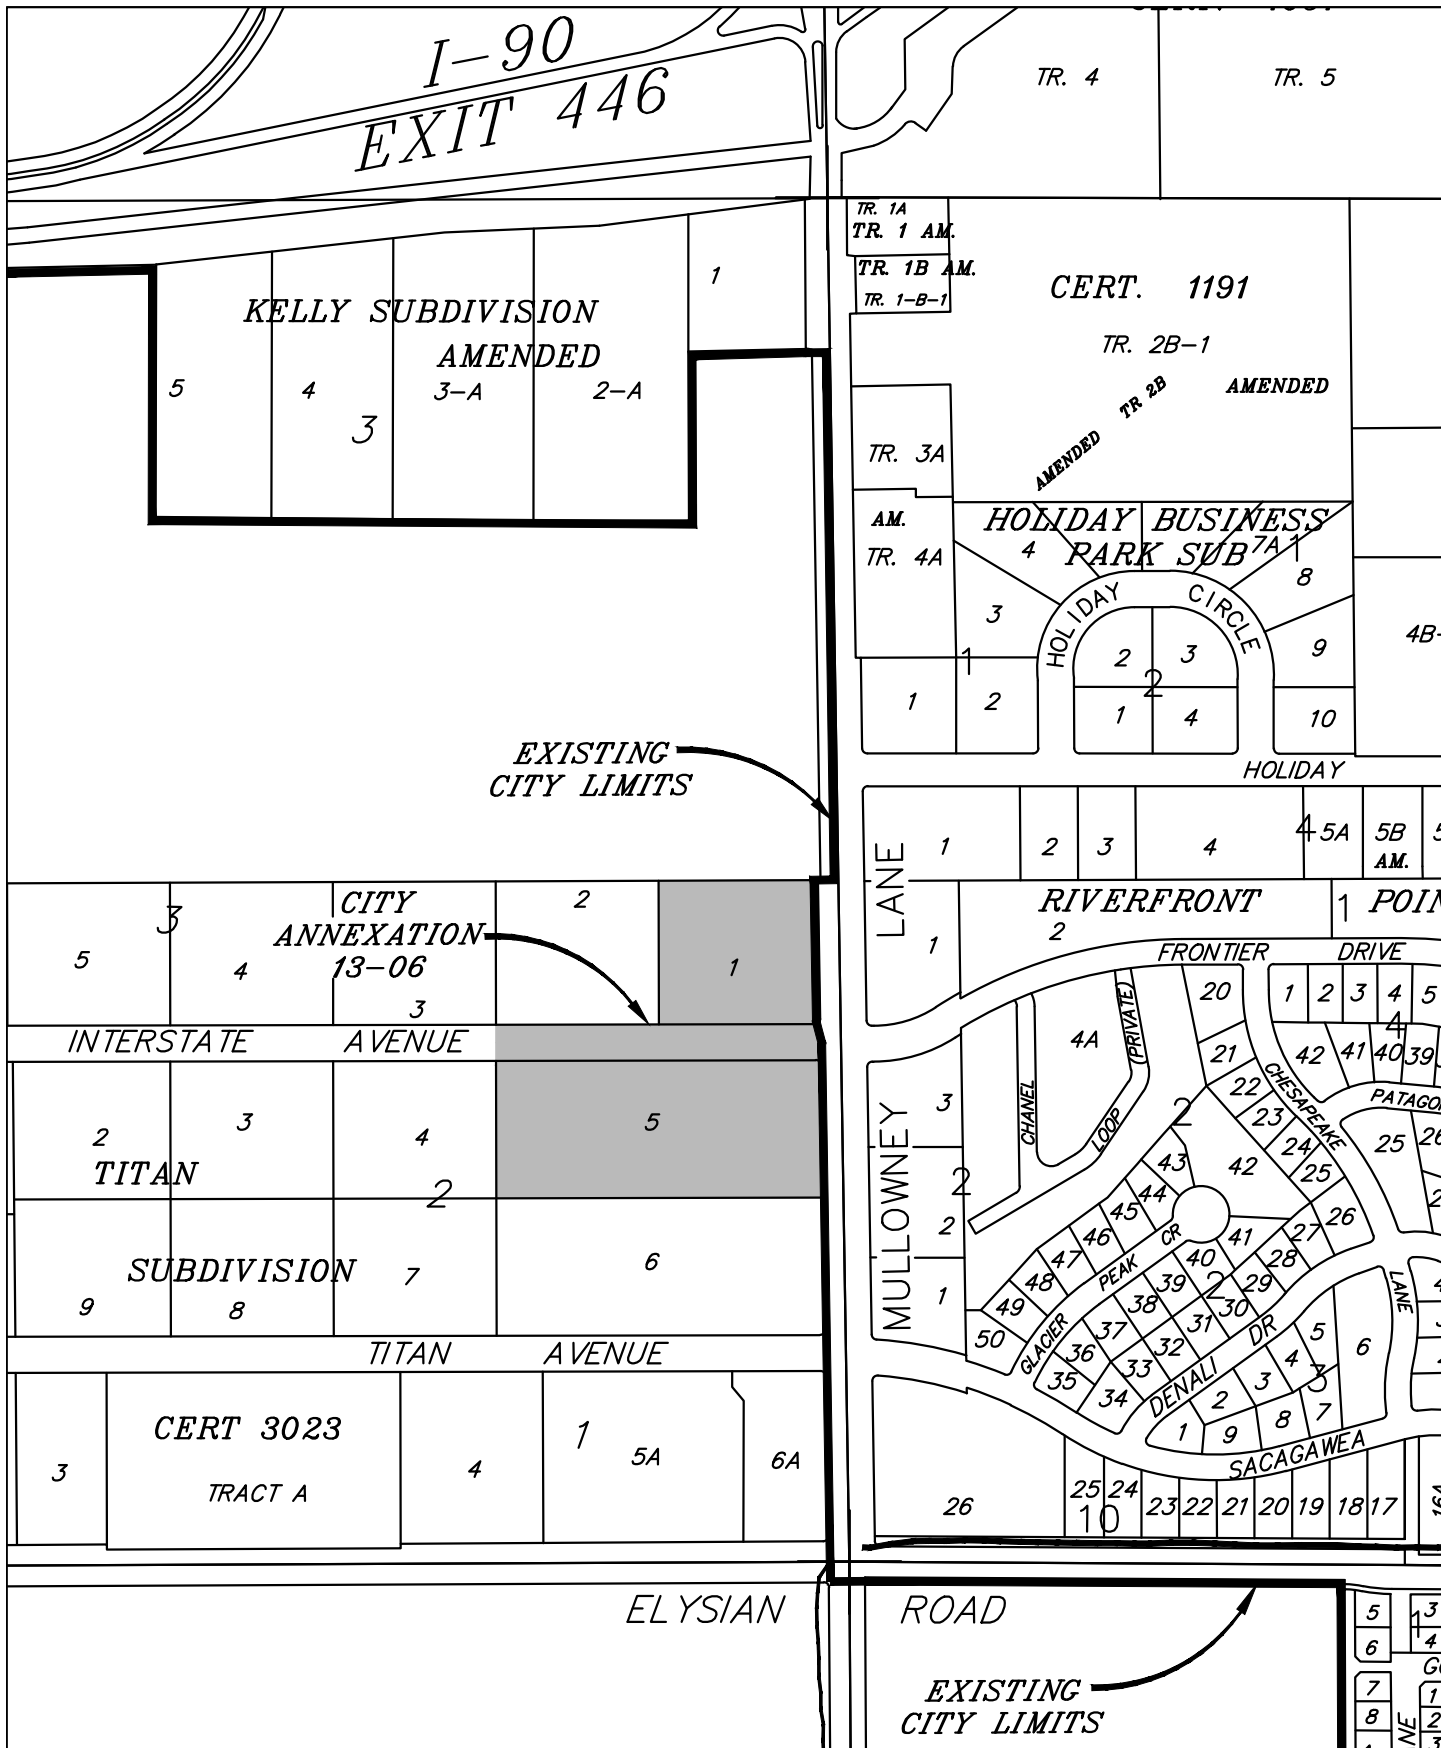 I-90
EXIT 446
TR. 4
TR. 5
TR. 1A
TR. 1 AM.
TR. 1B AM.
TR. 1-B-1
CERT. 1191
TR. 2B-1
AMENDED TR 2B
AMENDED
KELLY SUBDIVISION
AMENDED
1
5
4
3-A
2-A
3
TR. 3A
AM.
TR. 4A
HOLIDAY BUSINESS
PARK SUB
4
7A
1
8
3
HOLIDAY CIRCLE
2
3
9
4B-
1
2
1
2
1
4
10
EXISTING
CITY LIMITS
HOLIDAY
1
2
3
4
4
5A
5B
AM.
LANE
CITY
ANNEXATION
13-06
3
5
4
3
2
1
RIVERFRONT
1
POIN
1
2
FRONTIER DRIVE
20
1
2
3
4
5
4
INTERSTATE AVENUE
4A
(PRIVATE)
CHANEL
LOOP
21
22
23
24
25
CHESAPEAKE
42
41
40
39
PATAGO
25
26
2
3
4
5
TITAN
2
MULLOWNEY
3
2
2
1
2
43
42
44
45
46
47
48
49
50
GLACIER PEAK CR
41
40
39
38
37
36
35
34
33
32
31
30
29
28
27
26
2
LANE
SUBDIVISION
9
8
7
6
DENALI DR
5
4
3
2
1
6
3
7
8
9
TITAN AVENUE
CERT 3023
TRACT A
3
4
1
5A
6A
SACAGAWEA
26
25
24
10
23
22
21
20
19
18
17
16A
ELYSIAN ROAD
EXISTING
CITY LIMITS
5
6
7
8
3
1
4
1
2
3
NE